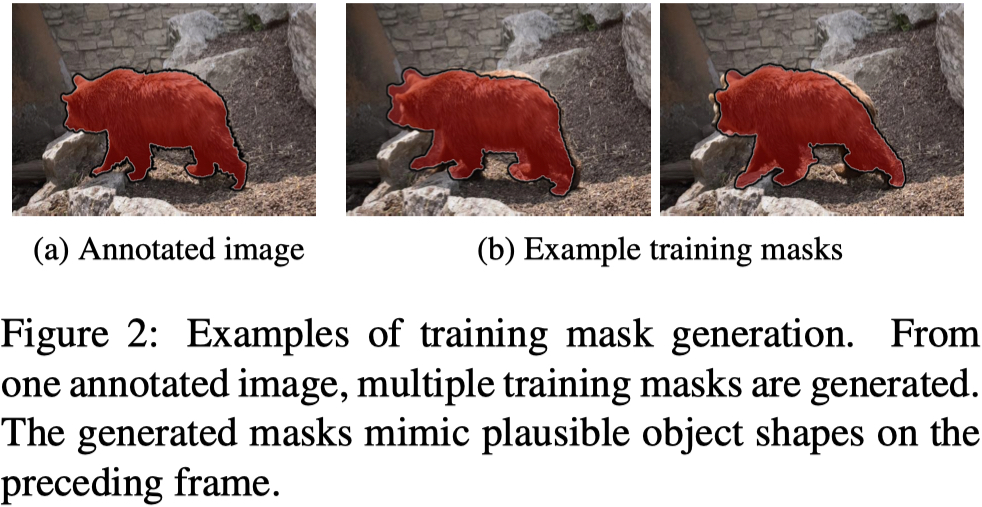 (a) Annotated image
(b) Example training masks
Figure 2: Examples of training mask generation. From
one annotated image, multiple training masks are generated.
The generated masks mimic plausible object shapes on the
preceding frame.